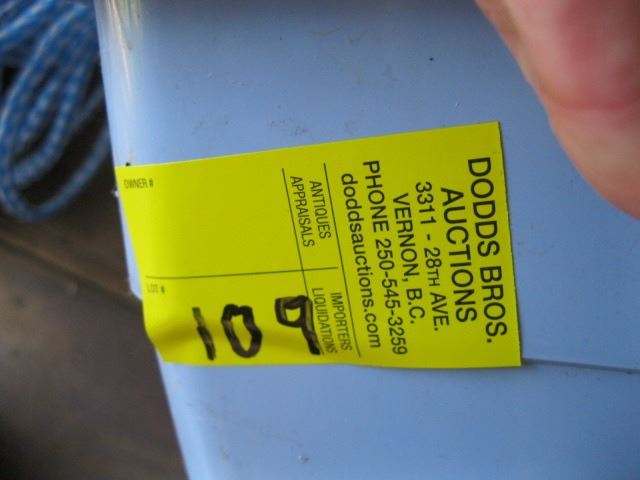 DODDS BROS.
AUCTIONS
3311 - 28TH AVE.
VERNON, B.C.
PHONE 250-545-3259
doddsauctions.com
ANTIQUES IMPORTERS
APPRAISALS LIQUIDATIONS
OWNER # LOT #
109